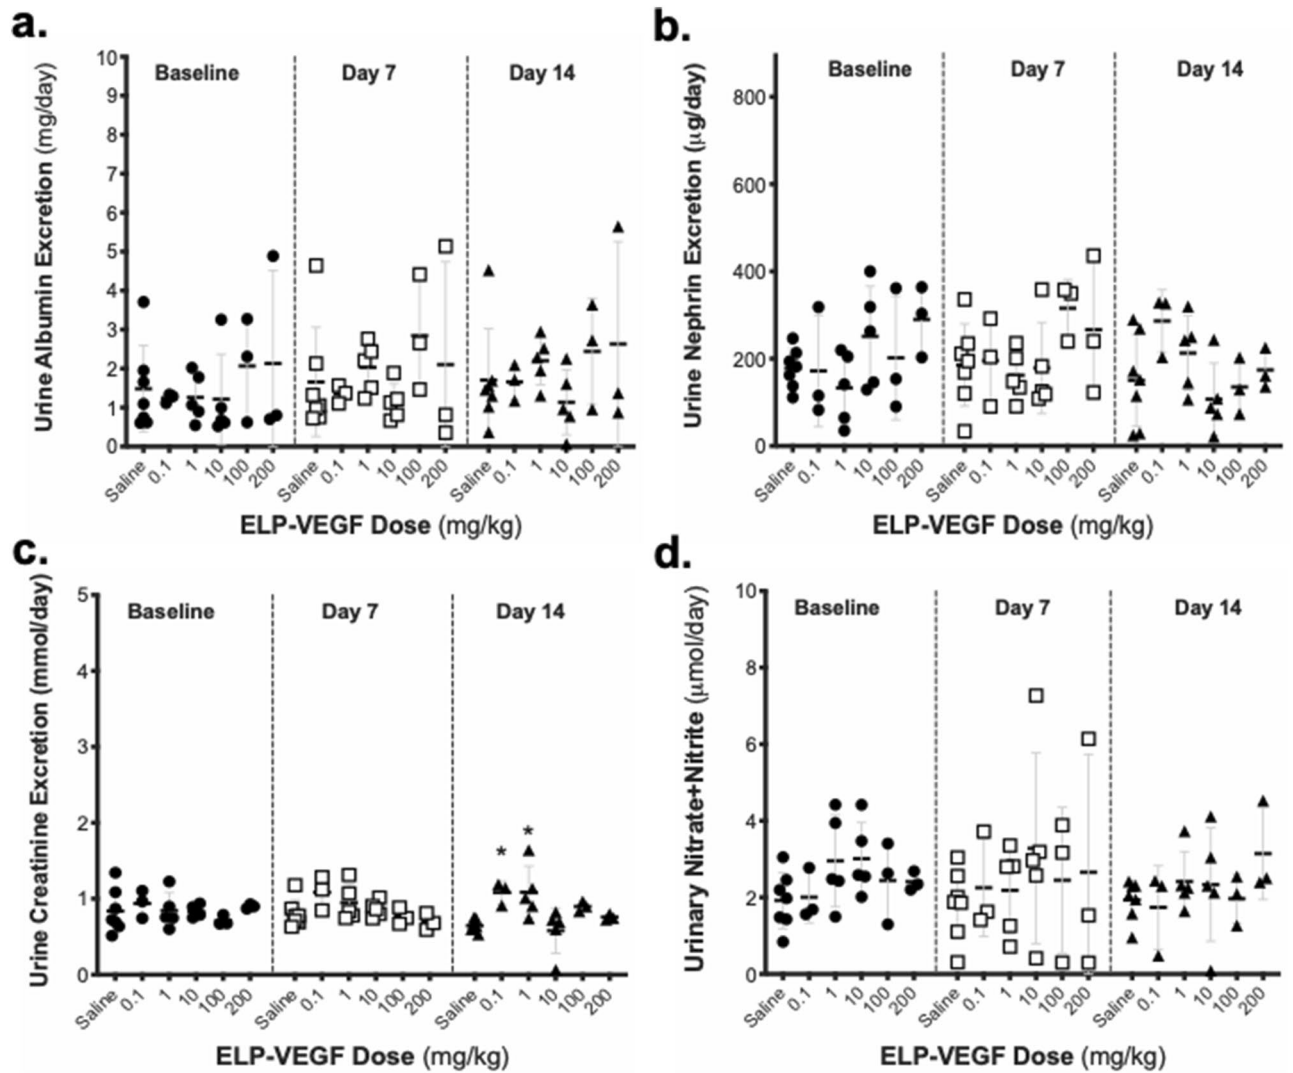 a.
Urine Albumin Excretion (mg/day)
10
9
8
7
6
5
4
3
2
1
0
Baseline
Day 7
Day 14
Saline 0.1 1 10 100 200 Saline 0.1 1 10 100 200 Saline 0.1 1 10 100 200
ELP-VEGF Dose (mg/kg)
b.
Urine Nephrin Excretion (μg/day)
800
600
400
200
0
Baseline
Day 7
Day 14
Saline 0.1 1 10 100 200 Saline 0.1 1 10 100 200 Saline 0.1 1 10 100 200
ELP-VEGF Dose (mg/kg)
c.
Urine Creatinine Excretion (mmol/day)
5
4
3
2
1
0
Baseline
Day 7
Day 14
* *
Saline 0.1 1 10 100 200 Saline 0.1 1 10 100 200 Saline 0.1 1 10 100 200
ELP-VEGF Dose (mg/kg)
d.
Urinary Nitrate+Nitrite (μmol/day)
10
8
6
4
2
0
Baseline
Day 7
Day 14
Saline 0.1 1 10 100 200 Saline 0.1 1 10 100 200 Saline 0.1 1 10 100 200
ELP-VEGF Dose (mg/kg)